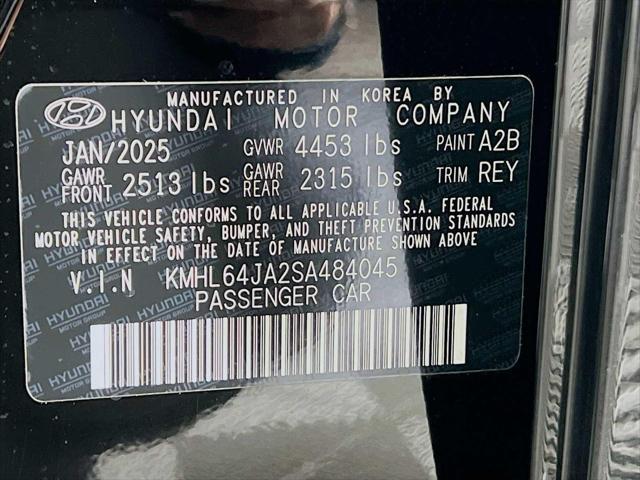 MANUFACTURED IN KOREA BY
HYUNDAI MOTOR COMPANY
JAN/2025 GVWR 4453 lbs PAINT A2B
GAWR FRONT 2513 lbs GAWR REAR 2315 lbs TRIM REY
THIS VEHICLE CONFORMS TO ALL APPLICABLE U.S.A. FEDERAL
MOTOR VEHICLE SAFETY, BUMPER, AND THEFT PREVENTION STANDARDS
IN EFFECT ON THE DATE OF MANUFACTURE SHOWN ABOVE
V.I.N KMHL64JA2SA484045
PASSENGER CAR